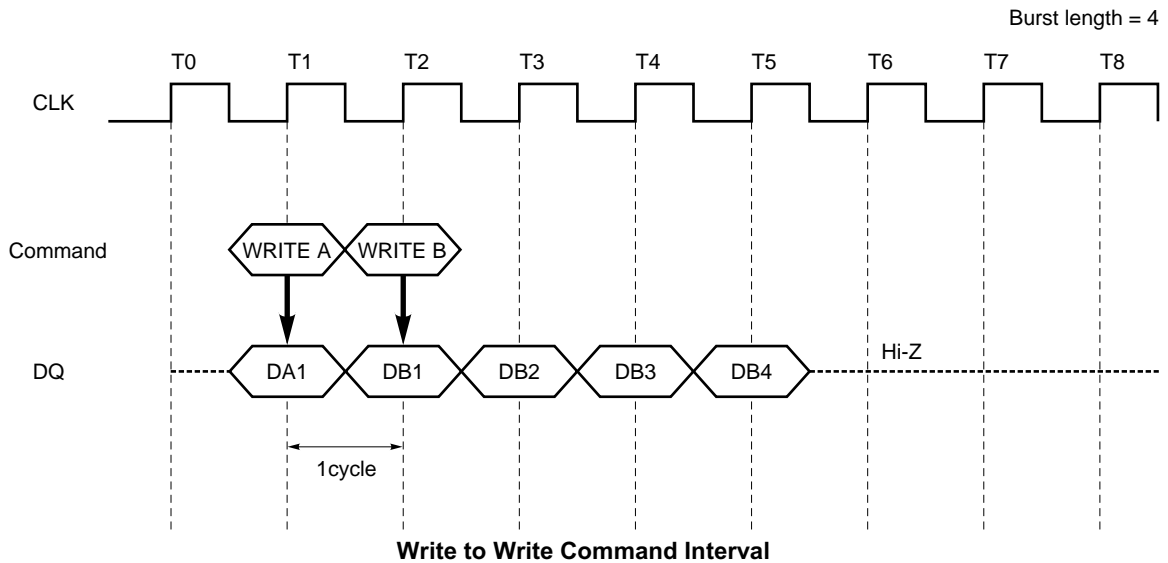 Burst length = 4
T0 T1 T2 T3 T4 T5 T6 T7 T8
CLK
Command WRITE A WRITE B
Hi-Z
DQ DA1 DB1 DB2 DB3 DB4
1cycle
Write to Write Command Interval